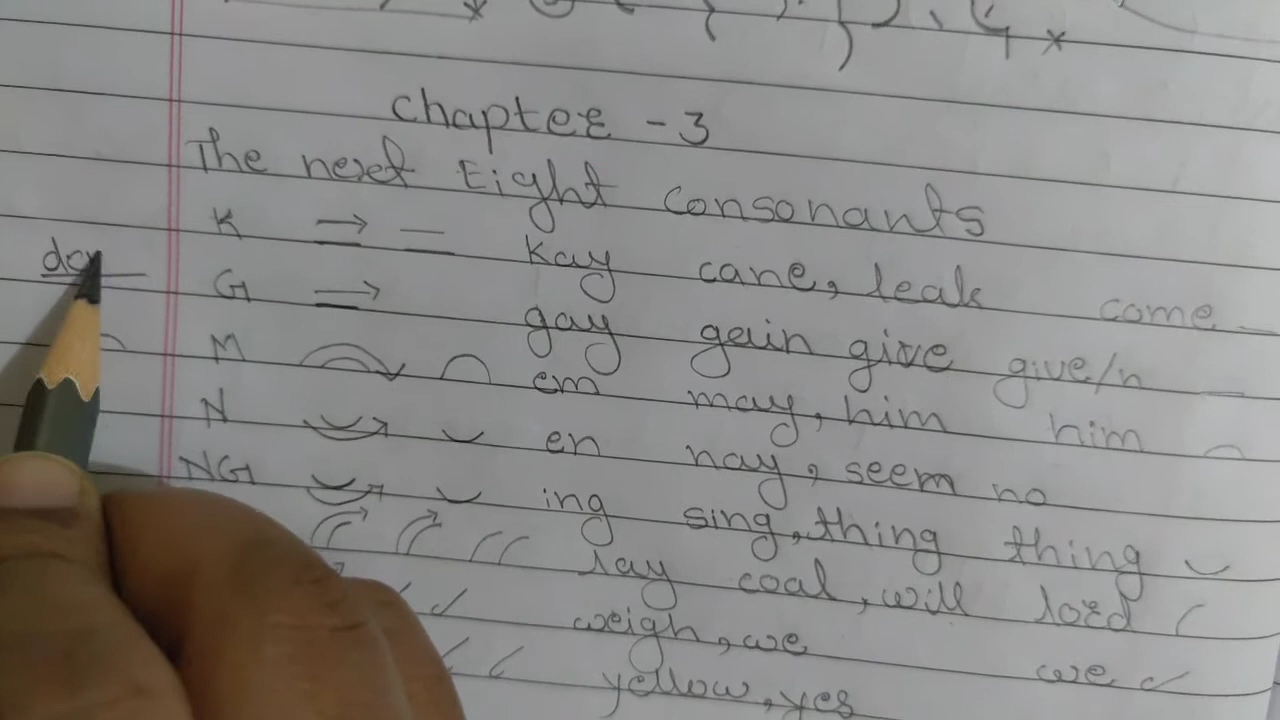 Chapter - 3
The next Eight consonants
K kay cane, leak come
G gay gain give give/n
M em may, him him
N en nay, seem no
NG ing sing, thing thing
lay coal, will lord
weigh, we we
yellow, yes